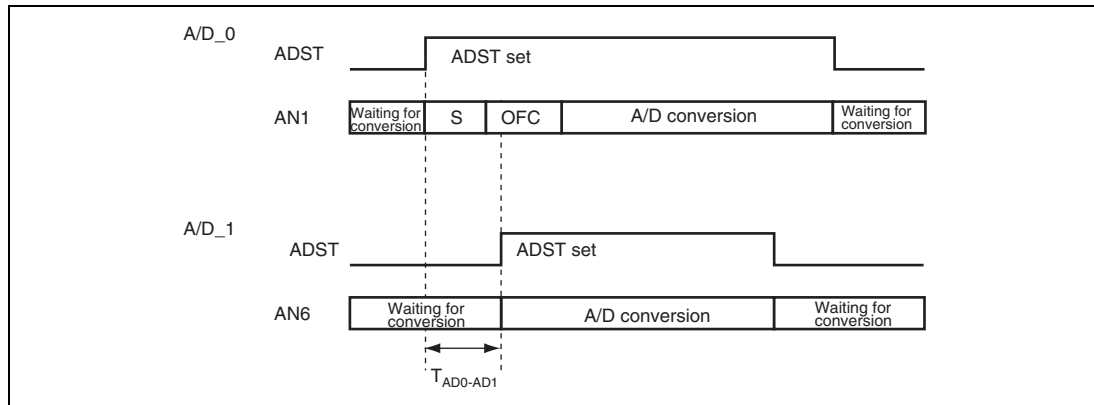 A/D_0
ADST
ADST set
AN1
Waiting for
conversion
S
OFC
A/D conversion
Waiting for
conversion
A/D_1
ADST
ADST set
AN6
Waiting for
conversion
A/D conversion
Waiting for
conversion
TAD0-AD1